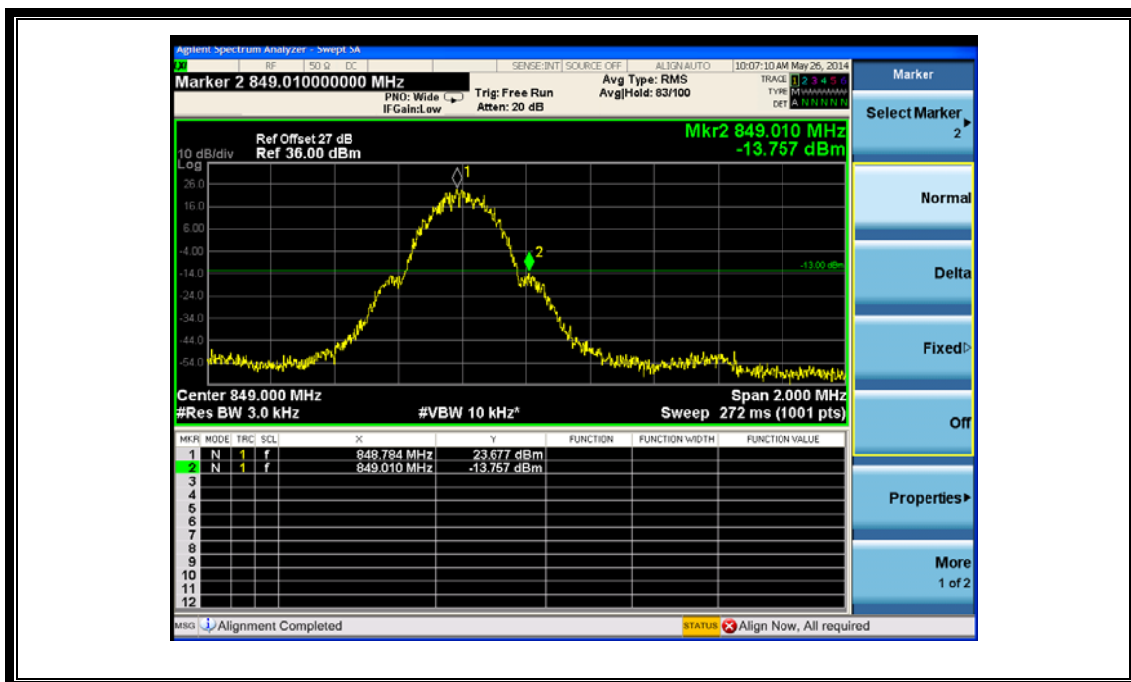 Agilent Spectrum Analyzer - Swept SA
RF 50 Ω DC SENSE:INT SOURCE OFF ALIGN AUTO 10:07:10 AM May 26, 2014
Marker 2 849.010000000 MHz
PNO: Wide
IFGain:Low
Trig: Free Run
Atten: 20 dB
Avg Type: RMS
Avg|Hold: 83/100
TRACE 1 2 3 4 5 6
TYPE M
DET A N N N N N
Ref Offset 27 dB
10 dB/div Ref 36.00 dBm
Mkr2 849.010 MHz
-13.757 dBm
Log
26.0
16.0
6.00
-4.00
-14.0
-24.0
-34.0
-44.0
-54.0
1
2
-13.00 dBm
Center 849.000 MHz Span 2.000 MHz
#Res BW 3.0 kHz #VBW 10 kHz* Sweep 272 ms (1001 pts)
MKR MODE TRC SCL X Y FUNCTION FUNCTION WIDTH FUNCTION VALUE
1 N 1 f 848.784 MHz 23.677 dBm
2 N 1 f 849.010 MHz -13.757 dBm
3
4
5
6
7
8
9
10
11
12
MSG Alignment Completed STATUS Align Now, All required
Marker
Select Marker
2
Normal
Delta
Fixed
Off
Properties
More
1 of 2